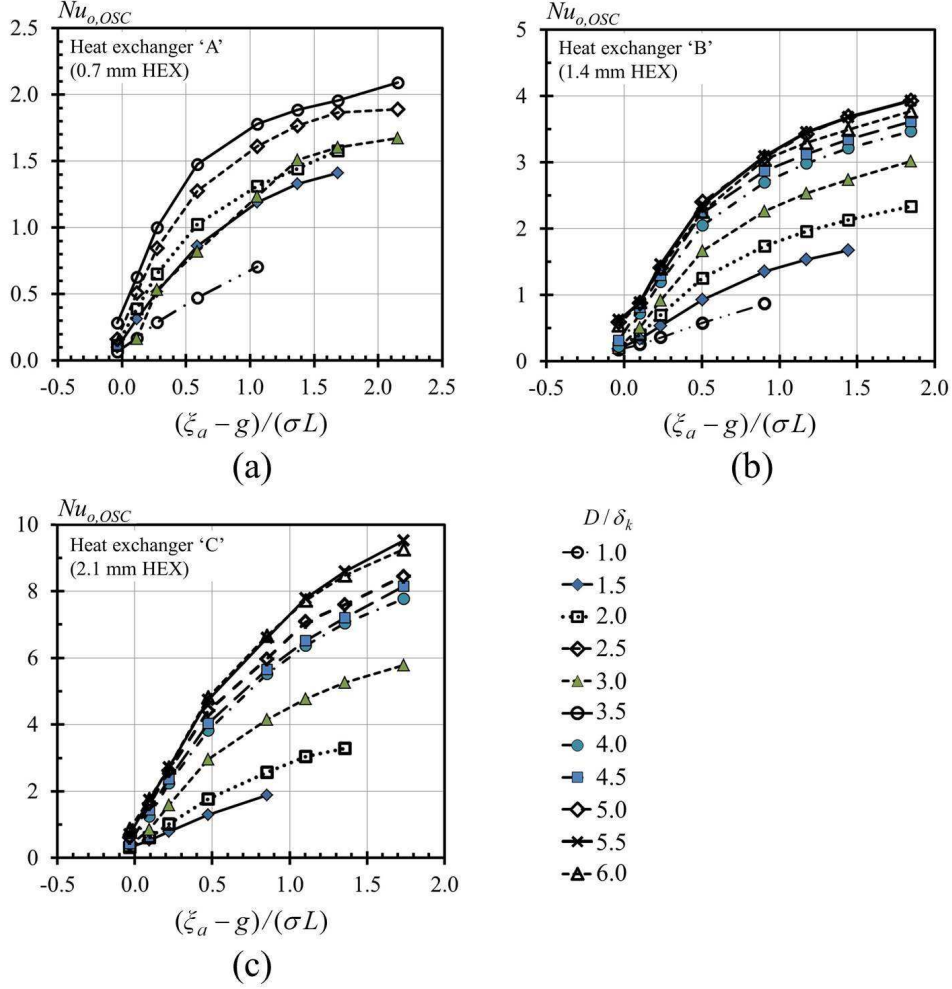 Nu_{o,OSC}
2.5
Heat exchanger ‘A’
(0.7 mm HEX)
2.0
1.5
1.0
0.5
0.0
-0.5 0.0 0.5 1.0 1.5 2.0 2.5
(ξ_a – g)/(σL)
(a)
Nu_{o,OSC}
5
Heat exchanger ‘B’
(1.4 mm HEX)
4
3
2
1
0
-0.5 0.0 0.5 1.0 1.5 2.0
(ξ_a – g)/(σL)
(b)
Nu_{o,OSC}
10
Heat exchanger ‘C’
(2.1 mm HEX)
8
6
4
2
0
-0.5 0.0 0.5 1.0 1.5 2.0
(ξ_a – g)/(σL)
(c)
D/δ_k
1.0
1.5
2.0
2.5
3.0
3.5
4.0
4.5
5.0
5.5
6.0